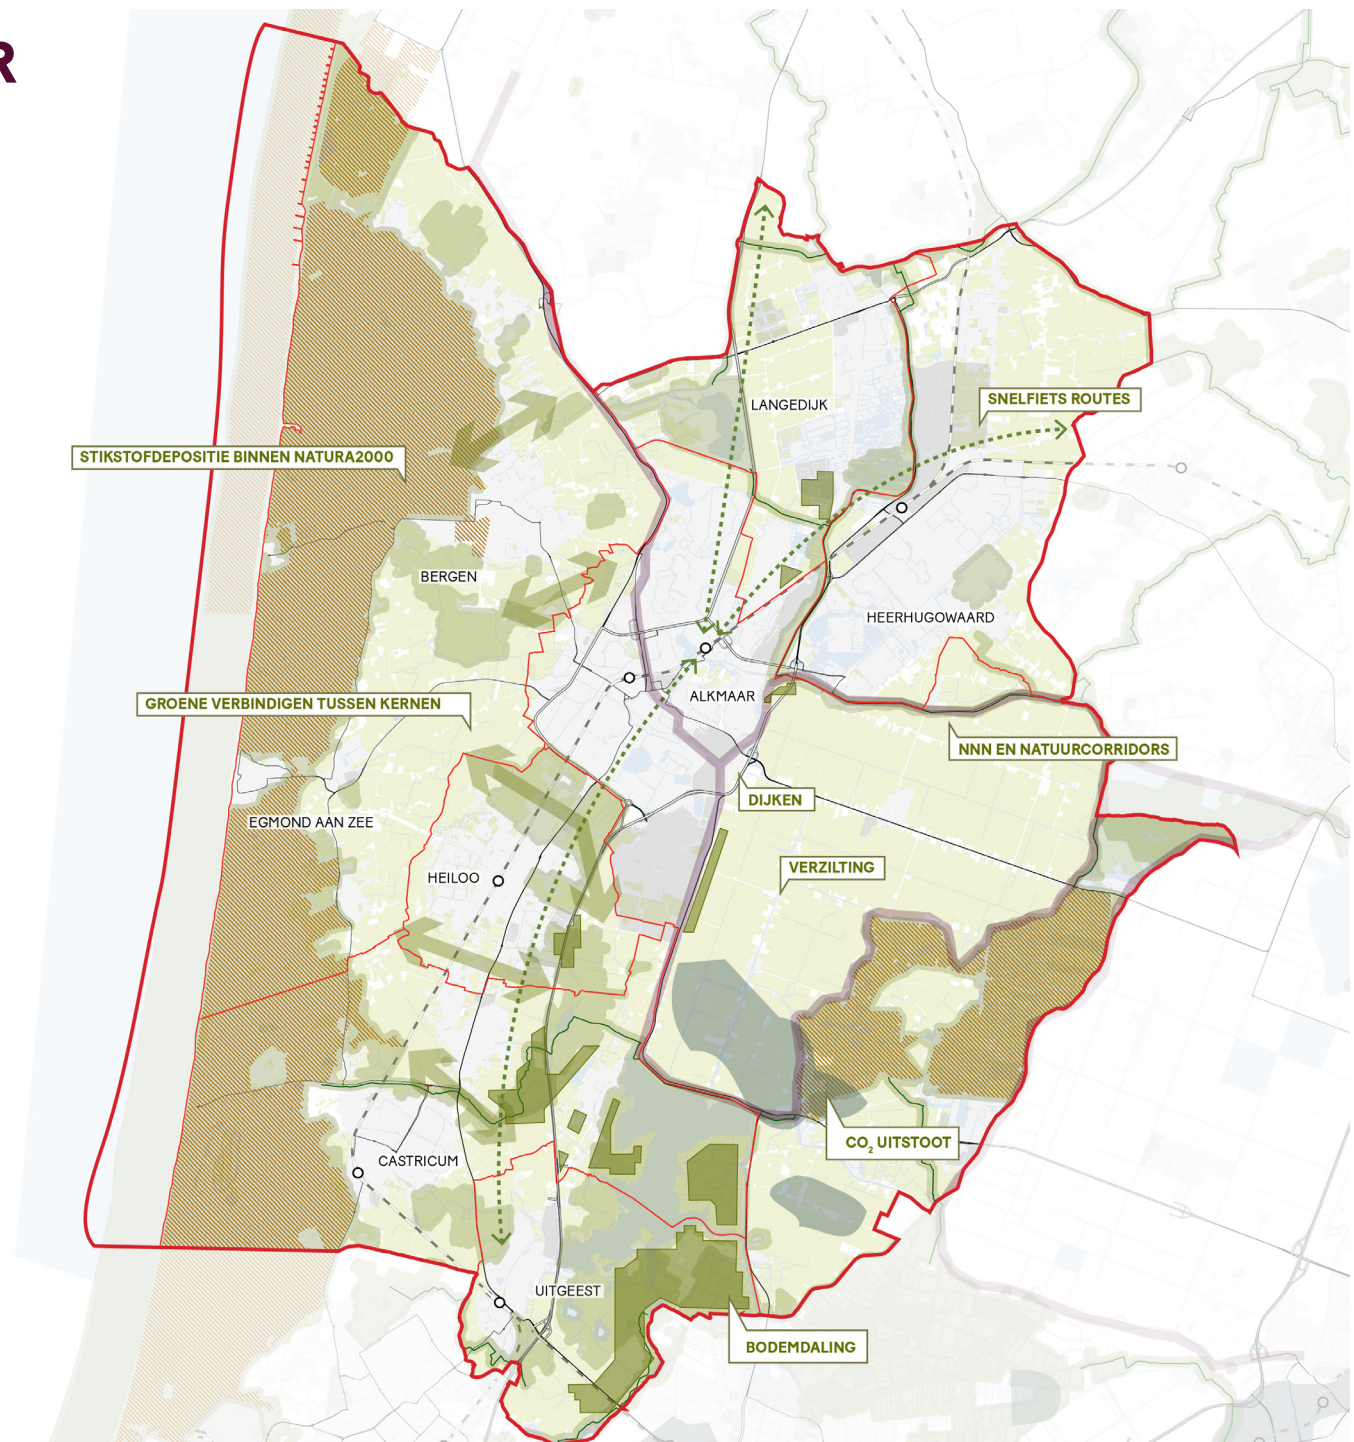 R
SNELFIETS ROUTES
LANGEDIJK
STIKSTOFDEPOSITIE BINNEN NATURA2000
BERGEN
HEERHUGOWAARD
ALKMAAR
GROENE VERBINDIGEN TUSSEN KERNEN
NNN EN NATUURCORRIDORS
DIJKEN
EGMOND AAN ZEE
VERZILTING
HEILOO
CO₂ UITSTOOT
CASTRICUM
UITGEEST
BODEMDALING